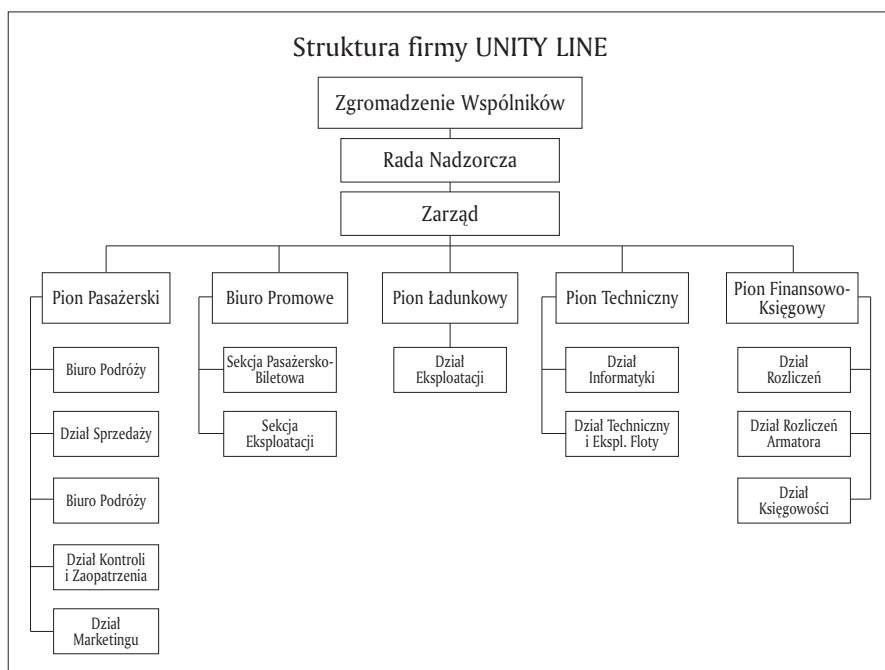 Struktura firmy UNITY LINE
Zgromadzenie Wspólników
Rada Nadzorcza
Zarząd
Pion Pasażerski
Biuro Podróży
Dział Sprzedaży
Biuro Podróży
Dział Kontroli
i Zaopatrzenia
Dział
Marketingu
Biuro Promowe
Sekcja Pasażersko-
Biletowa
Sekcja
Eksploatacji
Pion Ładunkowy
Dział
Eksploatacji
Pion Techniczny
Dział
Informatyki
Dział Techniczny
i Ekspl. Floty
Pion Finansowo-
Księgowy
Dział
Rozliczeń
Dział Rozliczeń
Armatora
Dział
Księgowości